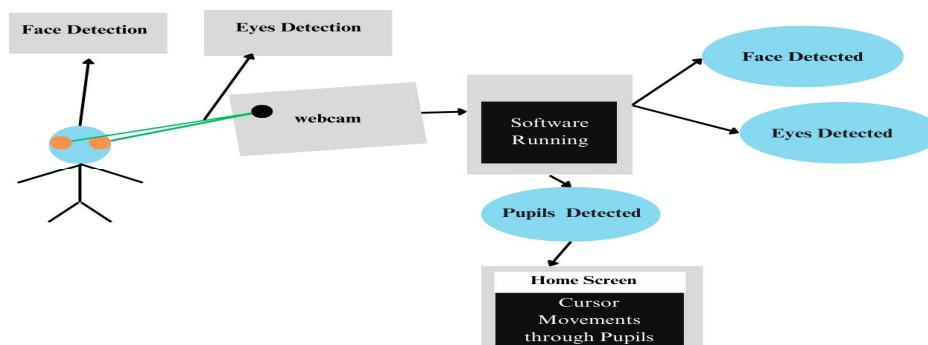 Face Detection
Eyes Detection
webcam
Software
Running
Face Detected
Eyes Detected
Pupils Detected
Home Screen
Cursor
Movements
through Pupils